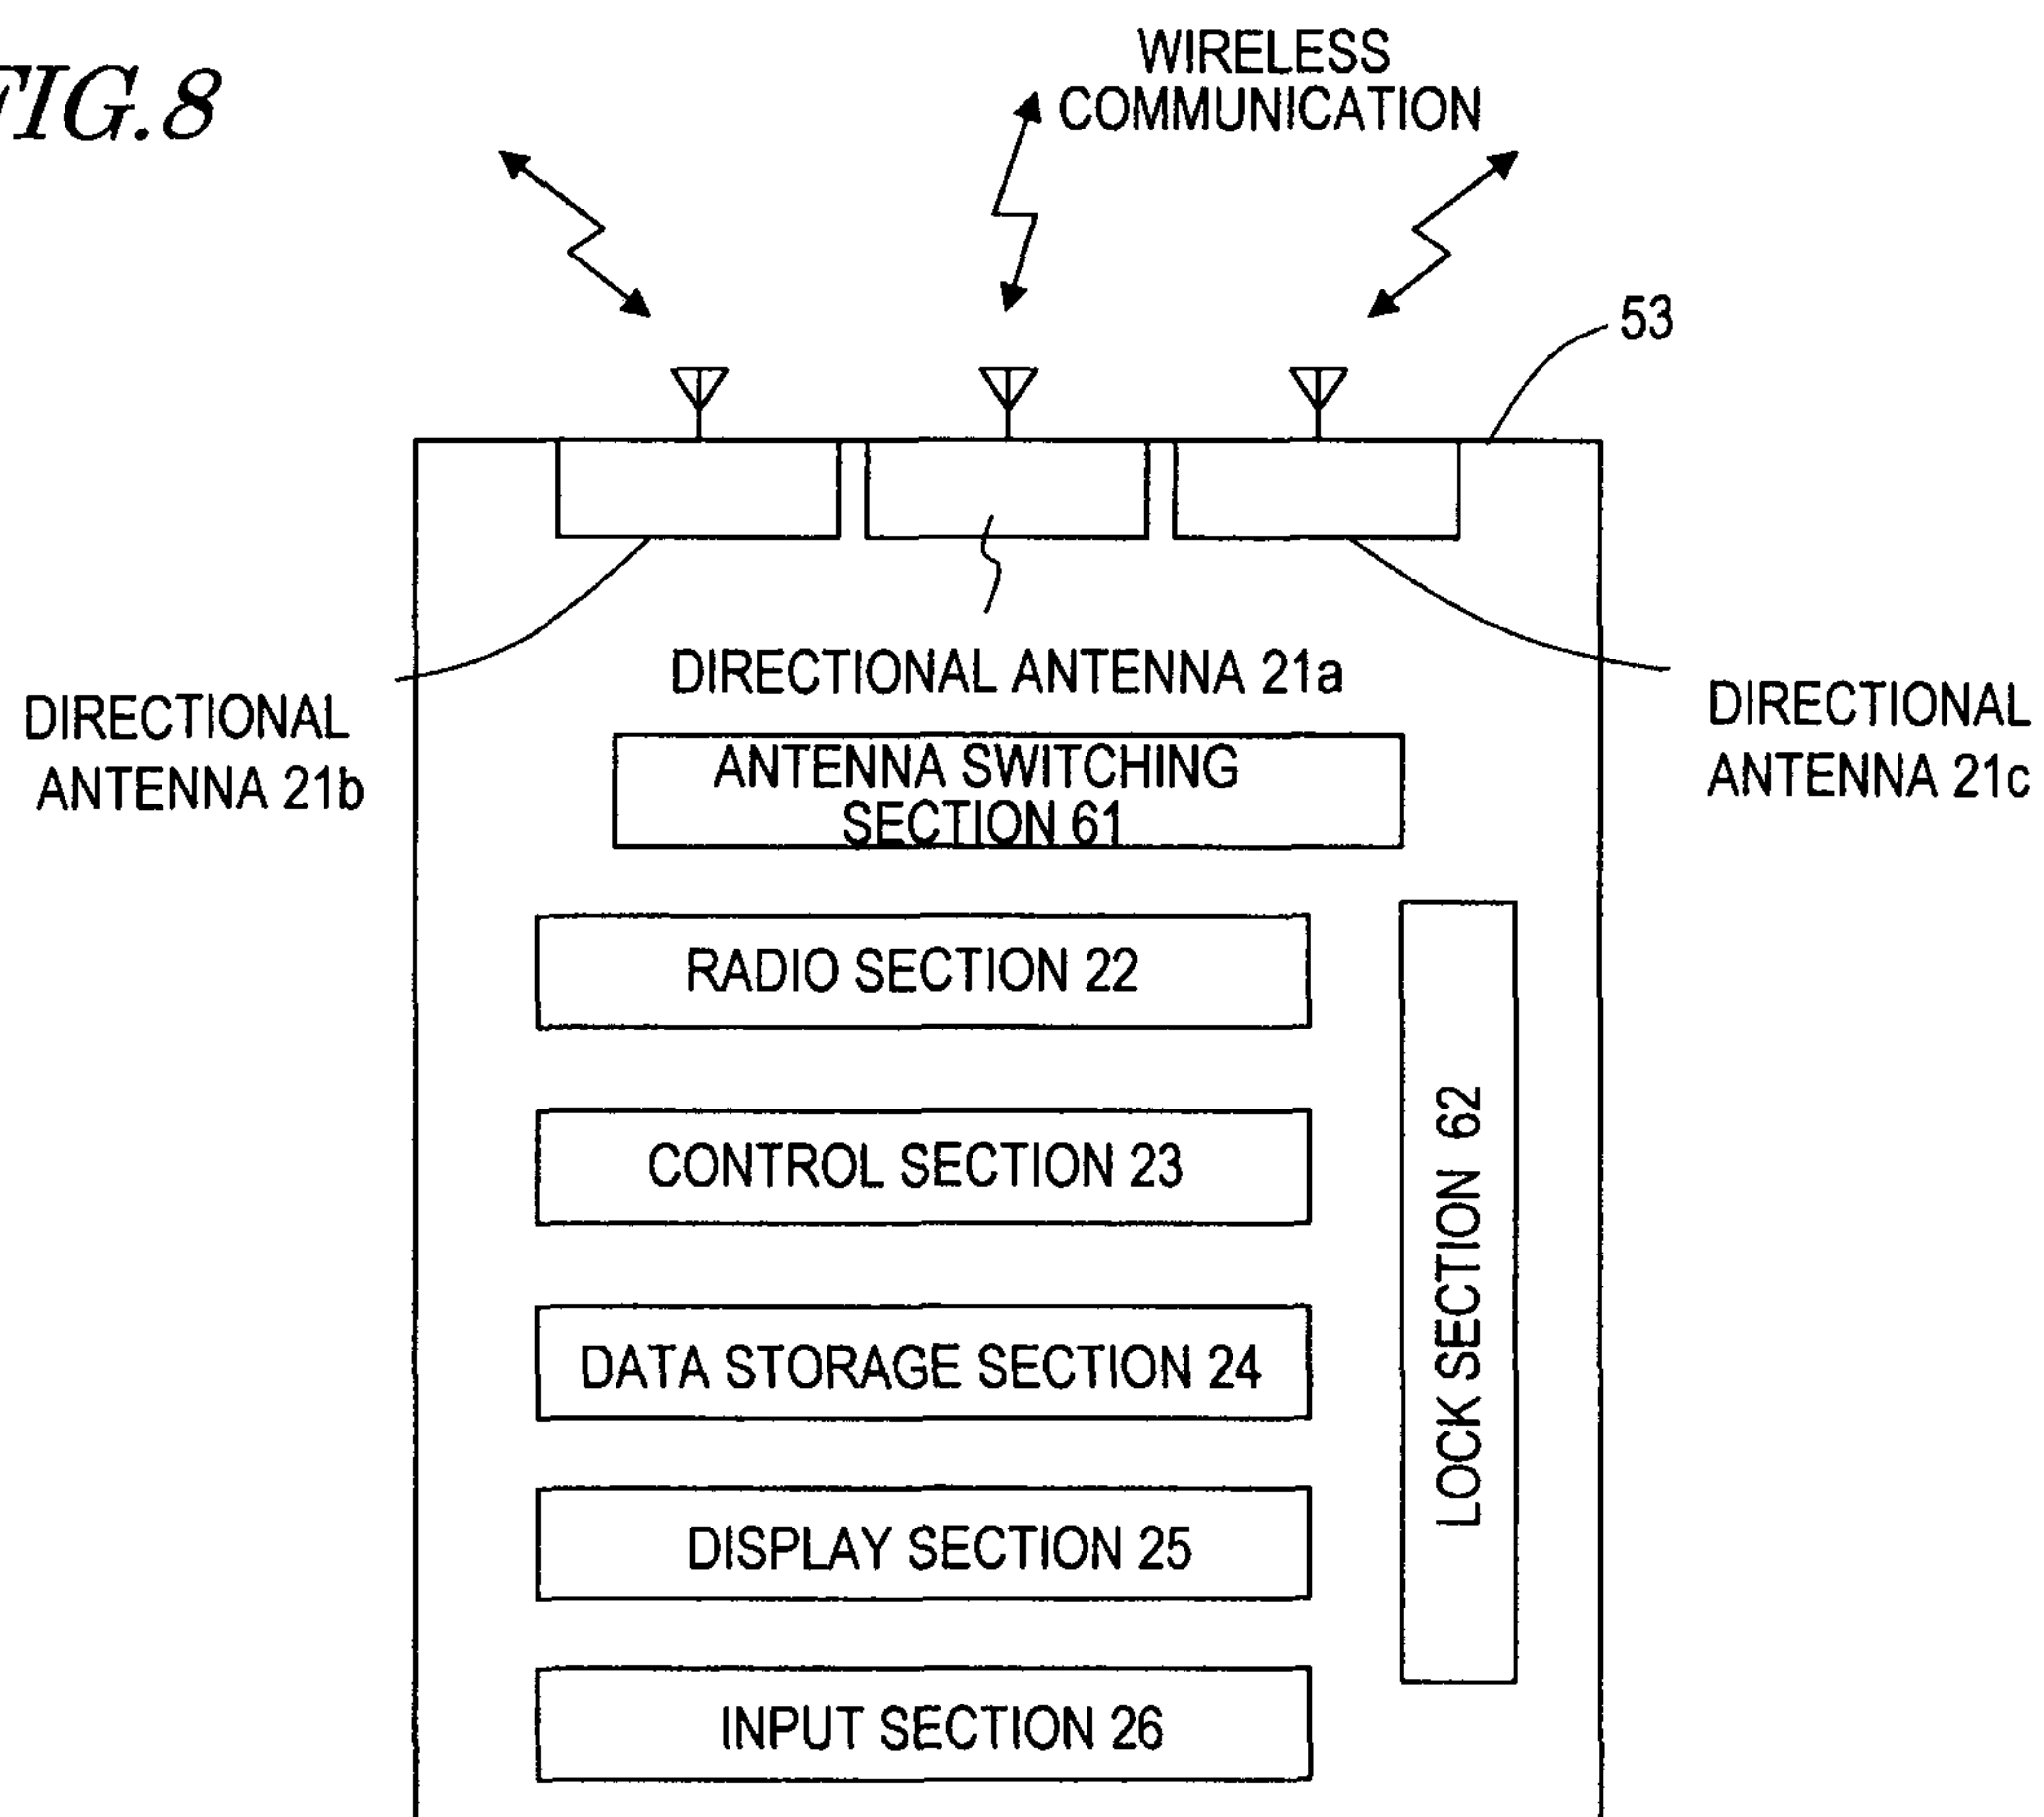 FIG.8
WIRELESS
COMMUNICATION
53
DIRECTIONAL ANTENNA 21a
DIRECTIONAL
ANTENNA 21b
DIRECTIONAL
ANTENNA 21c
ANTENNA SWITCHING
SECTION 61
RADIO SECTION 22
CONTROL SECTION 23
DATA STORAGE SECTION 24
DISPLAY SECTION 25
INPUT SECTION 26
LOCK SECTION 62